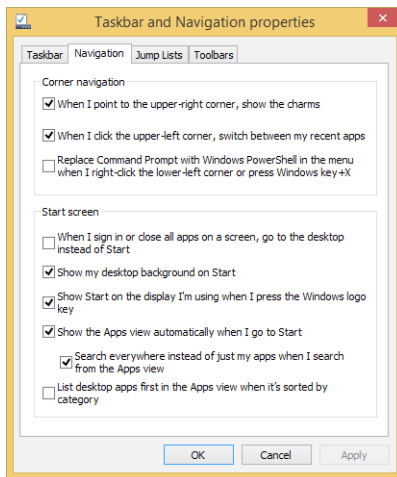 Taskbar and Navigation properties
Taskbar Navigation Jump Lists Toolbars
Corner navigation
When I point to the upper-right corner, show the charms
When I click the upper-left corner, switch between my recent apps
Replace Command Prompt with Windows PowerShell in the menu
when I right-click the lower-left corner or press Windows key+X
Start screen
When I sign in or close all apps on a screen, go to the desktop
instead of Start
Show my desktop background on Start
Show Start on the display I'm using when I press the Windows logo
key
Show the Apps view automatically when I go to Start
Search everywhere instead of just my apps when I search
from the Apps view
List desktop apps first in the Apps view when it's sorted by
category
OK Cancel Apply